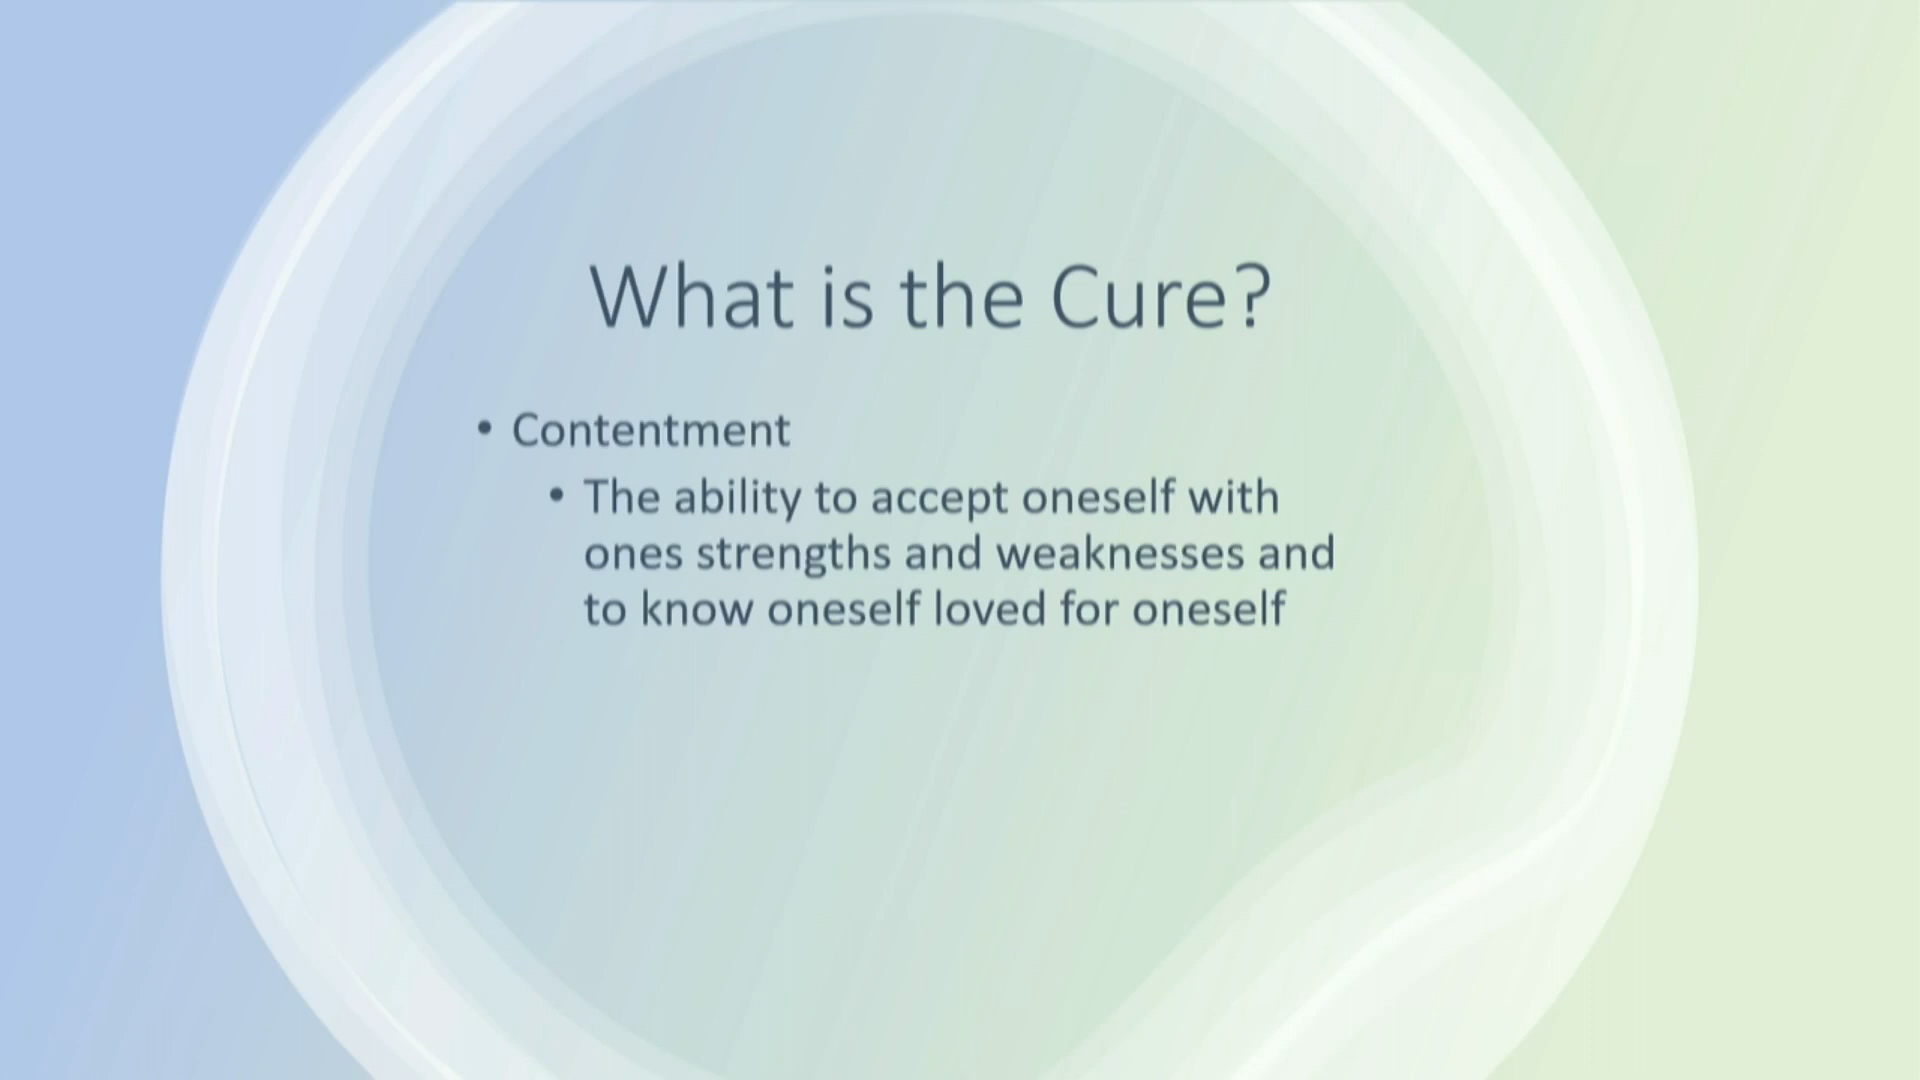 What is the Cure?
• Contentment
• The ability to accept oneself with
ones strengths and weaknesses and
to know oneself loved for oneself